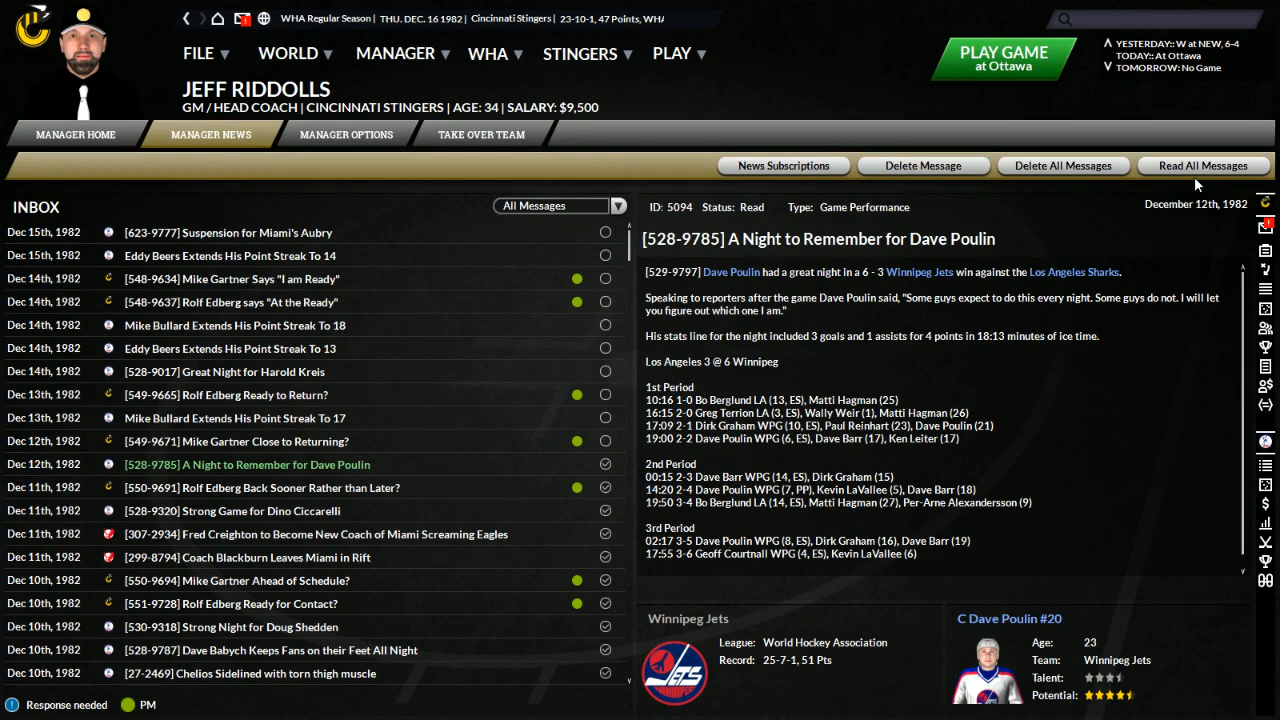 WHA Regular Season | THU. DEC. 16 1982 | Cincinnati Stingers | 23-10-1, 47 Points, WHA
FILE WORLD MANAGER WHA STINGERS PLAY
PLAY GAME
at Ottawa
YESTERDAY:: W at NEW, 6-4
TODAY:: At Ottawa
TOMORROW: No Game
JEFF RIDDOLLS
GM / HEAD COACH | CINCINNATI STINGERS | AGE: 34 | SALARY: $9,500
MANAGER HOME MANAGER NEWS MANAGER OPTIONS TAKE OVER TEAM
News Subscriptions Delete Message Delete All Messages Read All Messages
INBOX All Messages
Dec 15th, 1982 [623-9777] Suspension for Miami's Aubry
Dec 15th, 1982 Eddy Beers Extends His Point Streak To 14
Dec 14th, 1982 [548-9634] Mike Gartner Says "I am Ready"
Dec 14th, 1982 [548-9637] Rolf Edberg says "At the Ready"
Dec 14th, 1982 Mike Bullard Extends His Point Streak To 18
Dec 14th, 1982 Eddy Beers Extends His Point Streak To 13
Dec 14th, 1982 [528-9017] Great Night for Harold Kreis
Dec 13th, 1982 [549-9665] Rolf Edberg Ready to Return?
Dec 13th, 1982 Mike Bullard Extends His Point Streak To 17
Dec 12th, 1982 [549-9671] Mike Gartner Close to Returning?
Dec 12th, 1982 [528-9785] A Night to Remember for Dave Poulin
Dec 11th, 1982 [550-9691] Rolf Edberg Back Sooner Rather than Later?
Dec 11th, 1982 [528-9320] Strong Game for Dino Ciccarelli
Dec 11th, 1982 [307-2934] Fred Creighton to Become New Coach of Miami Screaming Eagles
Dec 11th, 1982 [299-8794] Coach Blackburn Leaves Miami in Rift
Dec 10th, 1982 [550-9694] Mike Gartner Ahead of Schedule?
Dec 10th, 1982 [551-9728] Rolf Edberg Ready for Contact?
Dec 10th, 1982 [530-9318] Strong Night for Doug Shedden
Dec 10th, 1982 [528-9787] Dave Babych Keeps Fans on their Feet All Night
Dec 10th, 1982 [27-2469] Chelios Sidelined with torn thigh muscle
Response needed PM
ID: 5094 Status: Read Type: Game Performance December 12th, 1982
[528-9785] A Night to Remember for Dave Poulin
[529-9797] Dave Poulin had a great night in a 6 - 3 Winnipeg Jets win against the Los Angeles Sharks.
Speaking to reporters after the game Dave Poulin said, "Some guys expect to do this every night. Some guys do not. I will let
you figure out which one I am."
His stats line for the night included 3 goals and 1 assists for 4 points in 18:13 minutes of ice time.
Los Angeles 3 @ 6 Winnipeg
1st Period
10:16 1-0 Bo Berglund LA (13, ES), Matti Hagman (25)
16:15 2-0 Greg Terrion LA (3, ES), Wally Weir (1), Matti Hagman (26)
17:09 2-1 Dirk Graham WPG (10, ES), Paul Reinhart (23), Dave Poulin (21)
19:00 2-2 Dave Poulin WPG (6, ES), Dave Barr (17), Ken Leiter (17)
2nd Period
00:15 2-3 Dave Barr WPG (14, ES), Dirk Graham (15)
14:20 2-4 Dave Poulin WPG (7, PP), Kevin LaVallee (5), Dave Barr (18)
19:50 3-4 Bo Berglund LA (14, ES), Matti Hagman (27), Per-Arne Alexandersson (9)
3rd Period
02:17 3-5 Dave Poulin WPG (8, ES), Dirk Graham (16), Dave Barr (19)
17:55 3-6 Geoff Courtnall WPG (4, ES), Kevin LaVallee (6)
Winnipeg Jets
League: World Hockey Association
Record: 25-7-1, 51 Pts
JETS
WINNIPEG
C Dave Poulin #20
Age: 23
Team: Winnipeg Jets
Talent:
Potential: